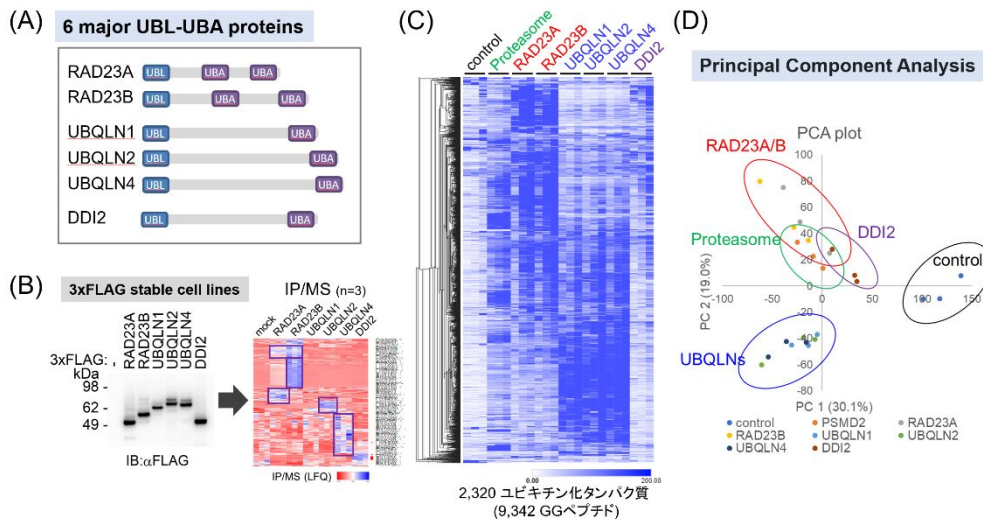 (A)
6 major UBL-UBA proteins
RAD23A UBL UBA UBA
RAD23B UBL UBA UBA
UBQLN1 UBL UBA
UBQLN2 UBL UBA
UBQLN4 UBL UBA
DDI2 UBL UBA
(B)
3xFLAG stable cell lines
3xFLAG: - RAD23A RAD23B UBQLN1 UBQLN2 UBQLN4 DDI2
kDa
98 -
62 -
49 -
IB:αFLAG
IP/MS (n=3)
mock RAD23A RAD23B UBQLN1 UBQLN2 UBQLN4 DDI2
IP/MS (LFQ)
(C)
control Proteasome RAD23A RAD23B UBQLN1 UBQLN2 UBQLN4 DDI2
200.00
2,320 ユビキチン化タンパク質
(9,342 GGペプチド)
(D)
Principal Component Analysis
PCA plot
RAD23A/B
Proteasome
DDI2
control
UBQLNs
PC 2 (19.0%)
100
80
60
40
20
0
-20
-40
-60
-80
-100 -50 0 50 100 150
PC 1 (30.1%)
control PSMD2 RAD23A
RAD23B UBQLN1 UBQLN2
UBQLN4 DDI2